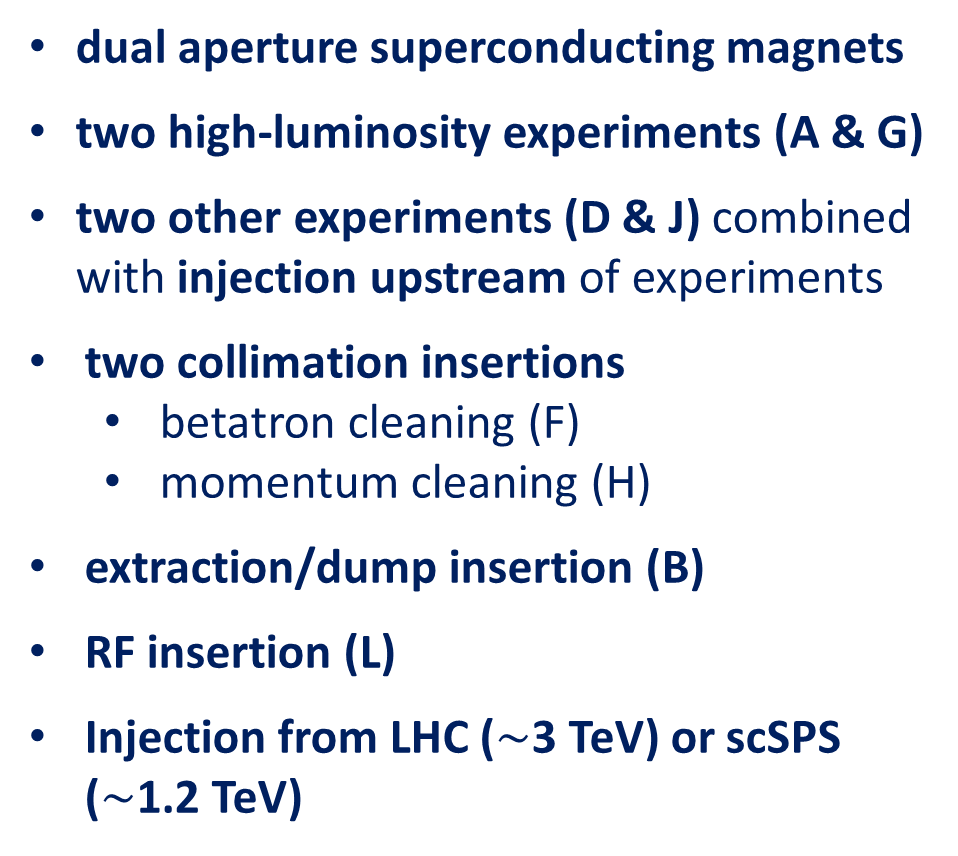 • dual aperture superconducting magnets
• two high-luminosity experiments (A & G)
• two other experiments (D & J) combined
with injection upstream of experiments
• two collimation insertions
• betatron cleaning (F)
• momentum cleaning (H)
• extraction/dump insertion (B)
• RF insertion (L)
• Injection from LHC (~3 TeV) or scSPS
(~1.2 TeV)